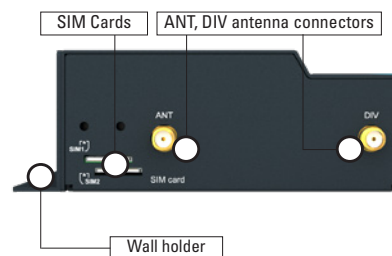 SIM Cards
ANT, DIV antenna connectors
ANT
DIV
SIM1
SIM2
SIM card
Wall holder